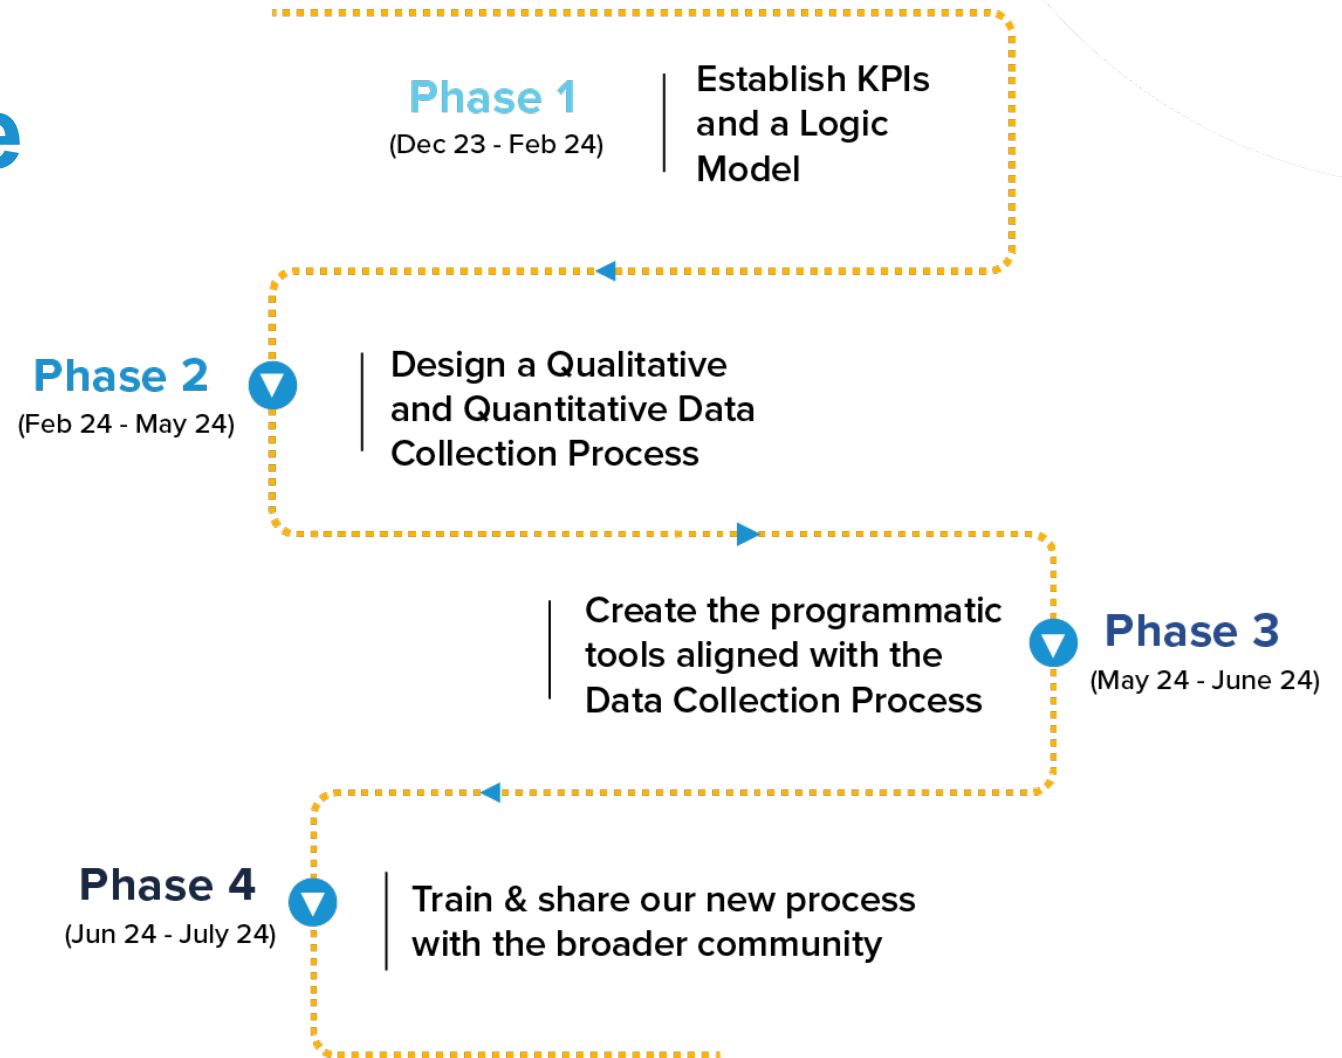 Phase 1
(Dec 23 - Feb 24)
Establish KPIs
and a Logic
Model
e
Phase 2
(Feb 24 - May 24)
Design a Qualitative
and Quantitative Data
Collection Process
Create the programmatic
tools aligned with the
Data Collection Process
Phase 3
(May 24 - June 24)
Phase 4
(Jun 24 - July 24)
Train & share our new process
with the broader community